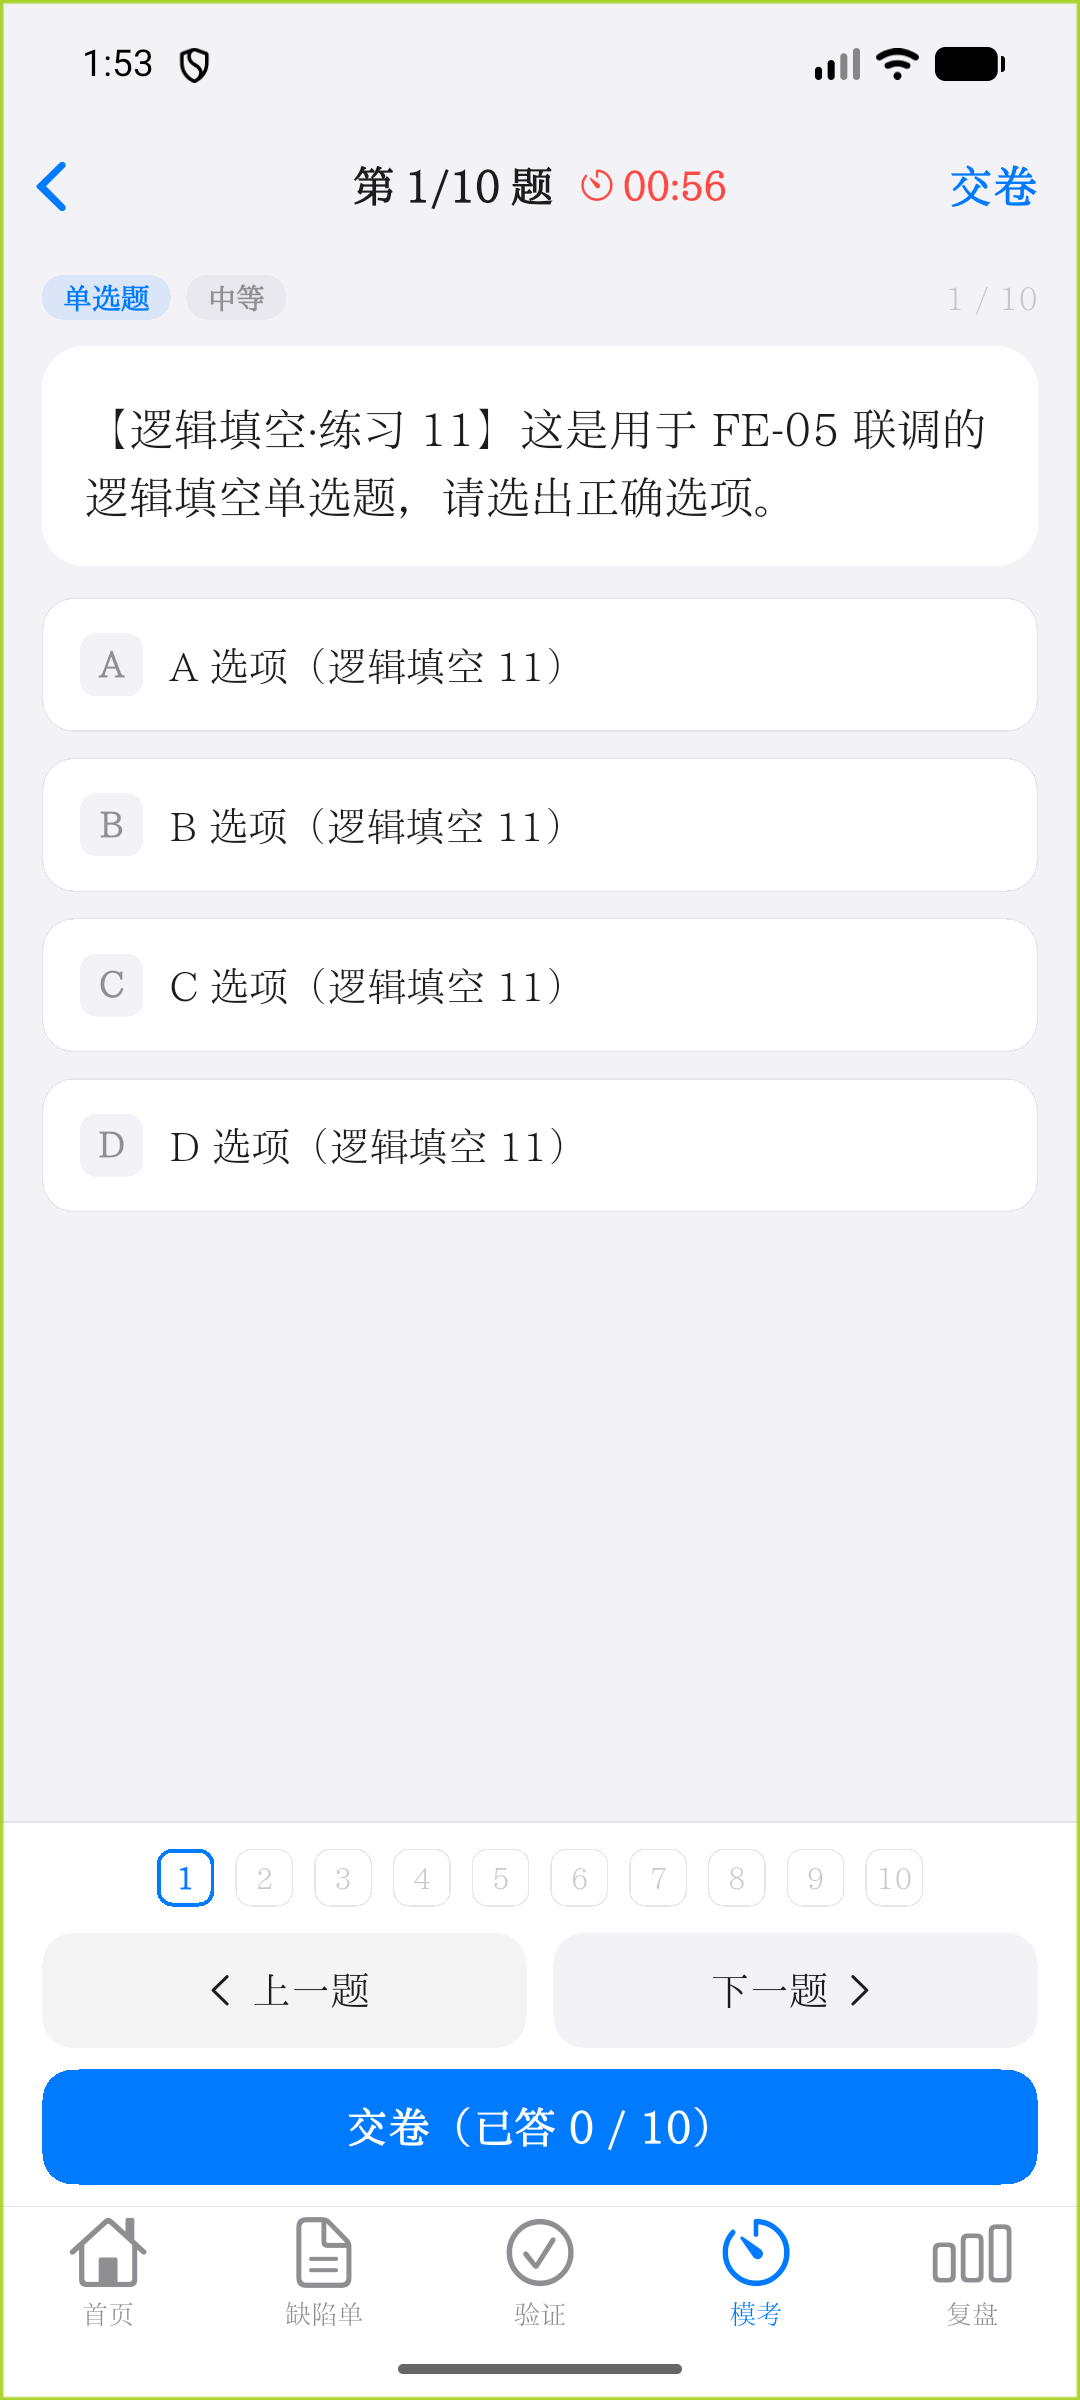 1:53
第 1/10 题 00:56 交卷
单选题 中等 1 / 10
【逻辑填空·练习 11】这是用于 FE-05 联调的
逻辑填空单选题，请选出正确选项。
A A 选项（逻辑填空 11）
B B 选项（逻辑填空 11）
C C 选项（逻辑填空 11）
D D 选项（逻辑填空 11）
1 2 3 4 5 6 7 8 9 10
上一题 下一题
交卷（已答 0 / 10）
首页 缺陷单 验证 模考 复盘